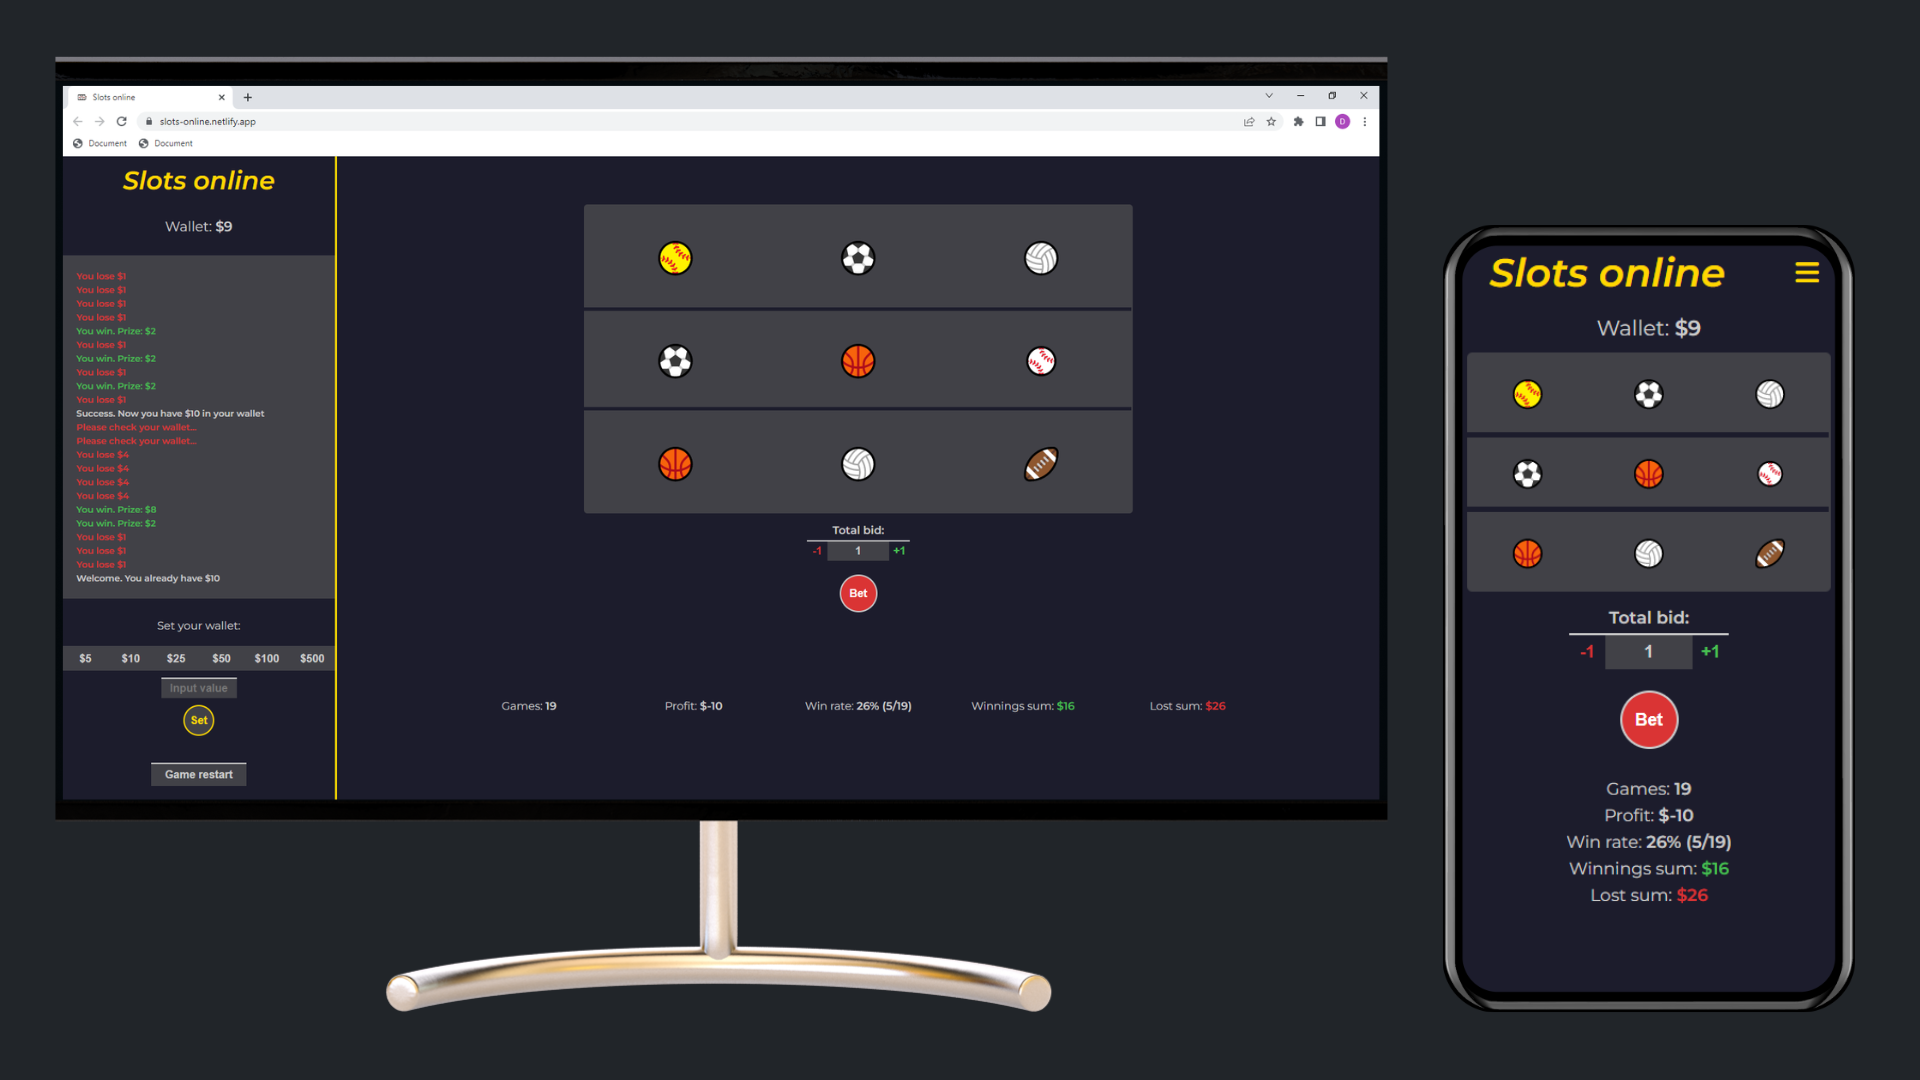 Slots online
slots-online.netlify.app
D
Document Document
Slots online
Wallet: $9
You lose $1
You lose $1
You lose $1
You lose $1
You win. Prize: $2
You lose $1
You win. Prize: $2
You lose $1
You win. Prize: $2
You lose $1
Success. Now you have $10 in your wallet
Please check your wallet...
Please check your wallet...
You lose $4
You lose $4
You lose $4
You lose $4
You win. Prize: $8
You win. Prize: $2
You lose $1
You lose $1
You lose $1
Welcome. You already have $10
Set your wallet:
$5 $10 $25 $50 $100 $500
Input value
Set
Game restart
Total bid:
-1 1 +1
Bet
Games: 19 Profit: $-10 Win rate: 26% (5/19) Winnings sum: $16 Lost sum: $26
Slots online
Wallet: $9
Total bid:
-1 1 +1
Bet
Games: 19
Profit: $-10
Win rate: 26% (5/19)
Winnings sum: $16
Lost sum: $26